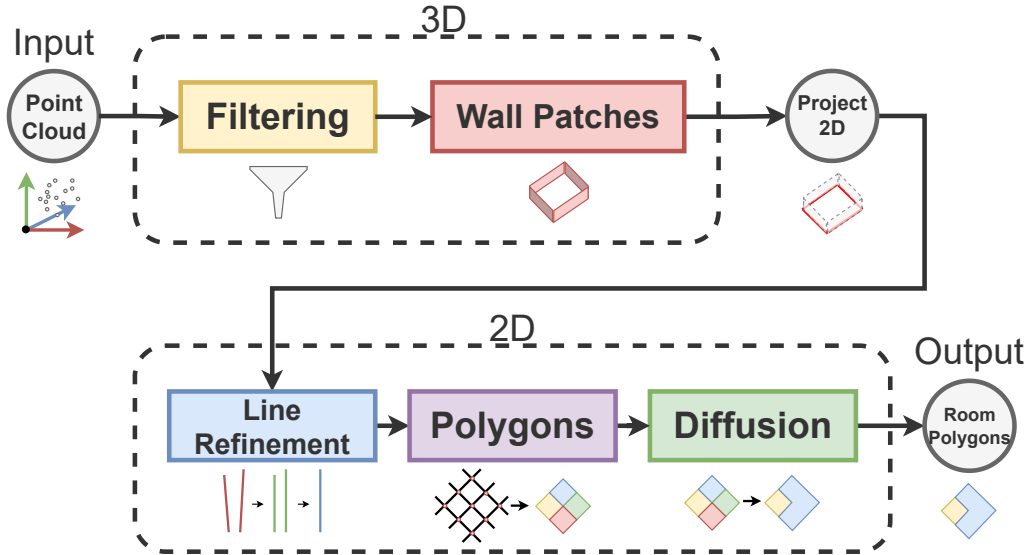 3D
Input
Point
Cloud
Filtering
Wall Patches
Project
2D
2D
Output
Line
Refinement
Polygons
Diffusion
Room
Polygons